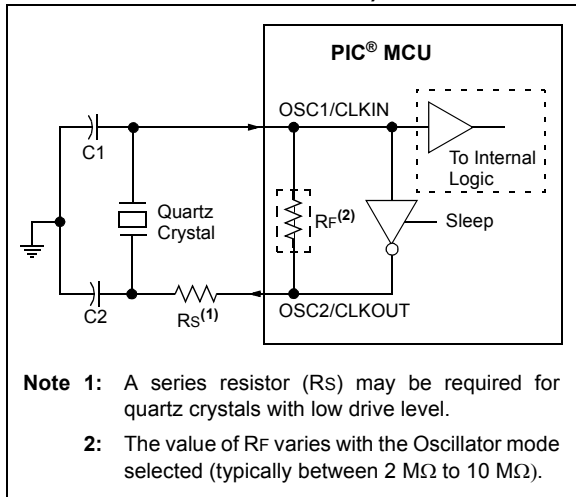 PIC® MCU
OSC1/CLKIN
C1
To Internal
Logic
Quartz
Crystal
RF(2)
Sleep
C2
RS(1)
OSC2/CLKOUT
Note 1: A series resistor (RS) may be required for
quartz crystals with low drive level.
2: The value of RF varies with the Oscillator mode
selected (typically between 2 MΩ to 10 MΩ).